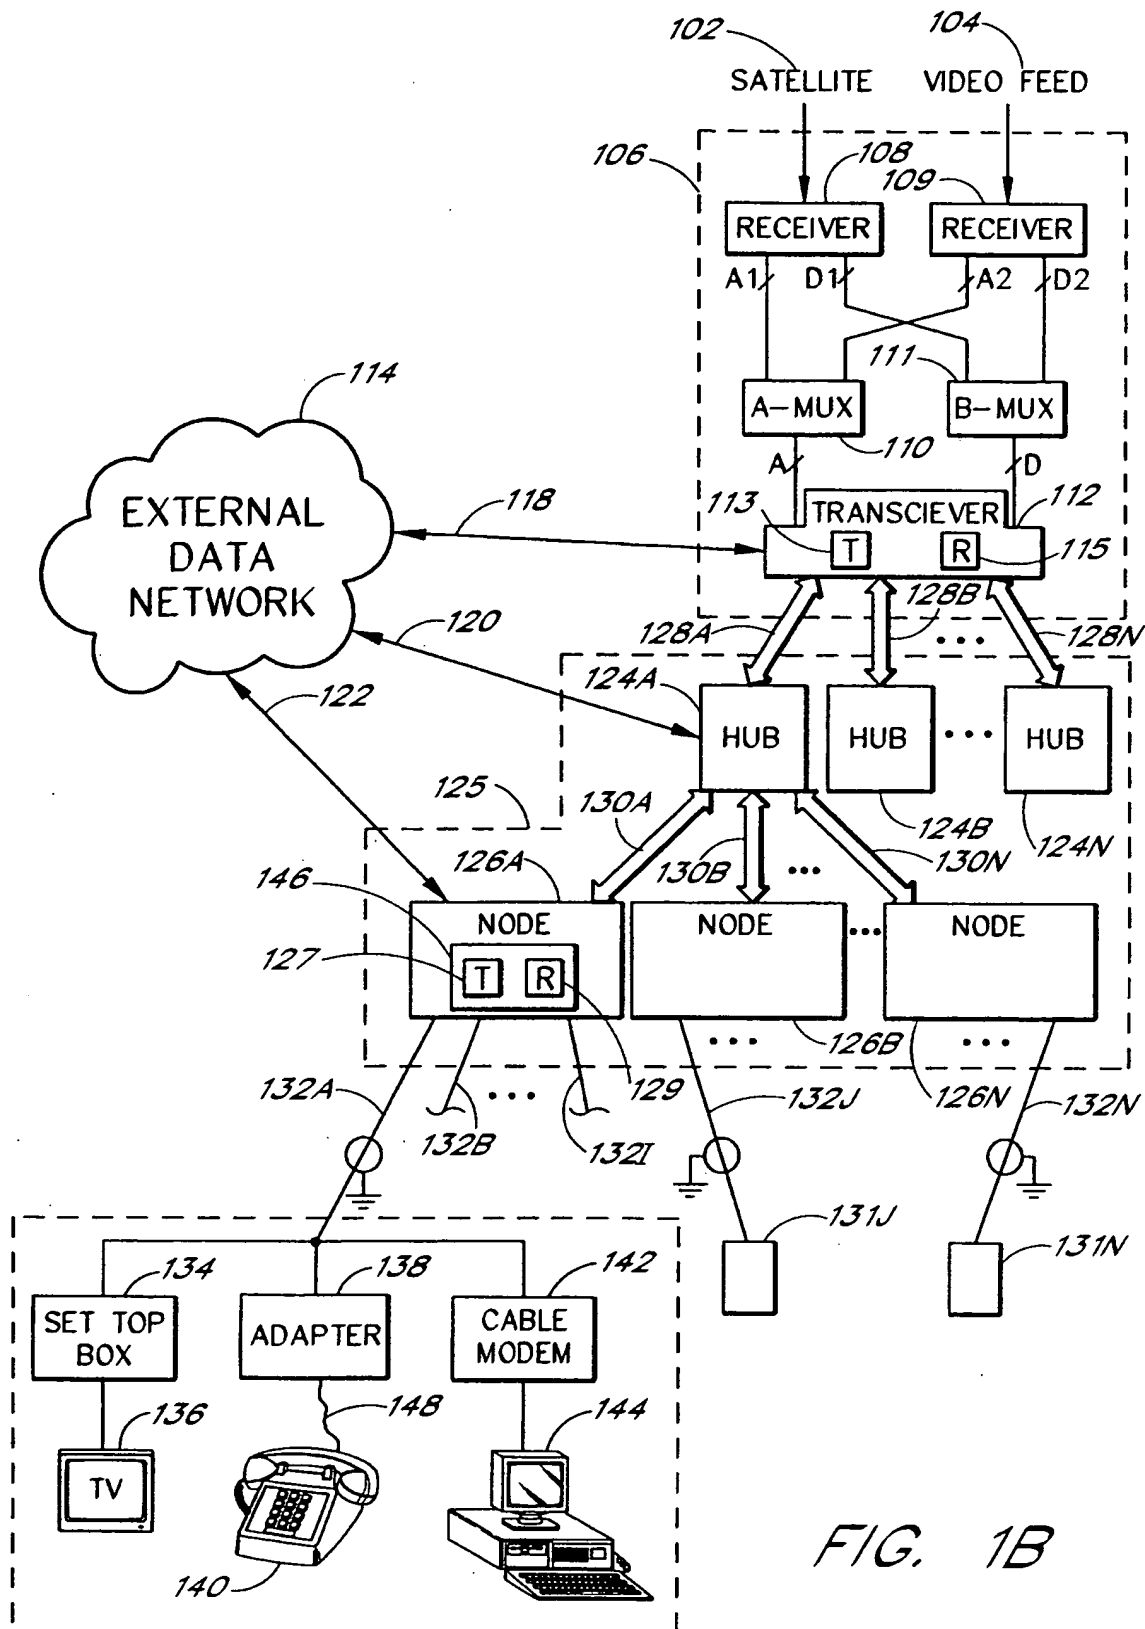 102
104
SATELLITE
VIDEO FEED
106
108
109
RECEIVER
RECEIVER
A1
D1
A2
D2
111
A-MUX
B-MUX
110
A
D
114
EXTERNAL
DATA
NETWORK
118
113
TRANSCIEVER
112
T
R
115
120
128A
128B
...
128N
122
124A
HUB
HUB
...
HUB
125
130A
124B
124N
130B
...
130N
126A
146
NODE
NODE
...
NODE
127
T
R
...
126B
...
132A
...
129
132J
126N
132N
132B
132I
131J
131N
134
138
142
SET TOP
BOX
ADAPTER
CABLE
MODEM
136
148
144
TV
140
FIG. 1B